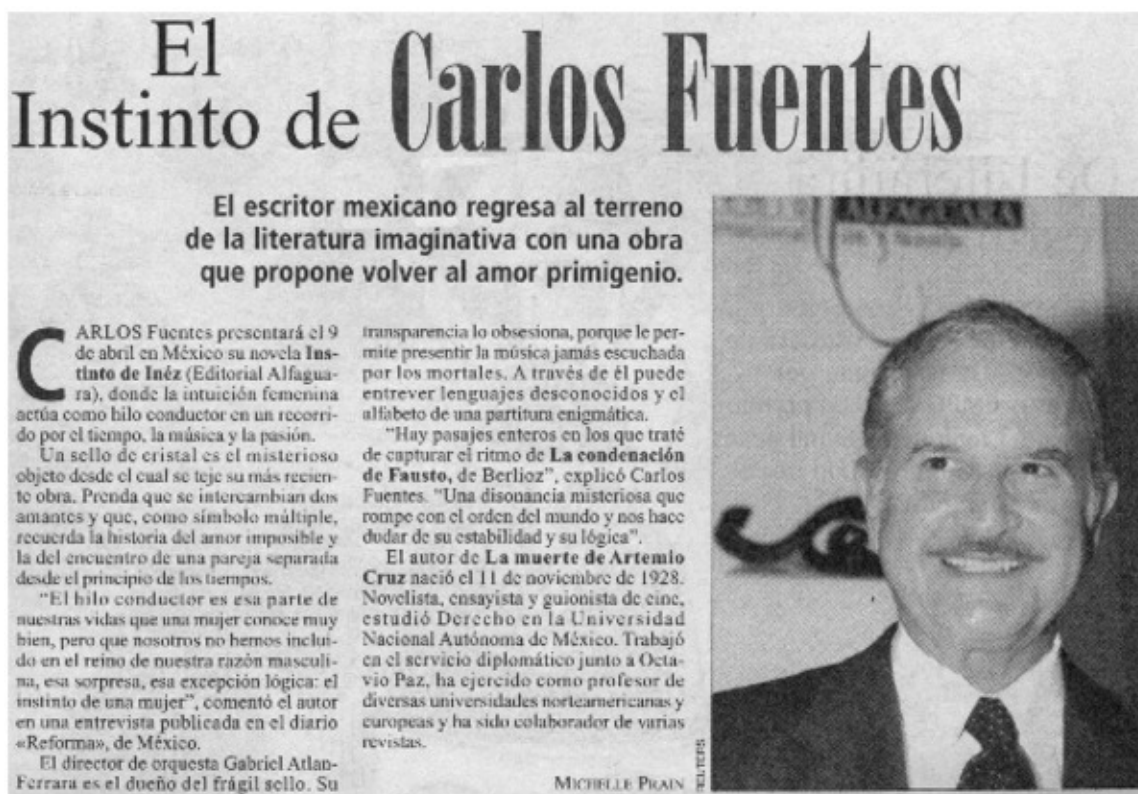 El
Instinto de Carlos Fuentes
El escritor mexicano regresa al terreno
de la literatura imaginativa con una obra
que propone volver al amor primigenio.
CARLOS Fuentes presentará el 9
de abril en México su novela Ins-
tinto de Inéz (Editorial Alfagua-
ra), donde la intuición femenina
actúa como hilo conductor en un recorri-
do por el tiempo, la música y la pasión.
Un sello de cristal es el misterioso
objeto desde el cual se teje su más recien-
te obra. Prenda que se intercambian dos
amantes y que, como símbolo múltiple,
recuerda la historia del amor imposible y
la del encuentro de una pareja separada
desde el principio de los tiempos.
"El hilo conductor es esa parte de
nuestras vidas que una mujer conoce muy
bien, pero que nosotros no hemos inclui-
do en el reino de nuestra razón masculi-
na, esa sorpresa, esa excepción lógica: el
instinto de una mujer", comentó el autor
en una entrevista publicada en el diario
«Reforma», de México.
El director de orquesta Gabriel Atlan-
Ferrara es el dueño del frágil sello. Su
transparencia lo obsesiona, porque le per-
mite presentir la música jamás escuchada
por los mortales. A través de él puede
entrever lenguajes desconocidos y el
alfabeto de una partitura enigmática.
"Hay pasajes enteros en los que traté
de capturar el ritmo de La condenación
de Fausto, de Berlioz", explicó Carlos
Fuentes. "Una disonancia misteriosa que
rompe con el orden del mundo y nos hace
dudar de su estabilidad y su lógica".
El autor de La muerte de Artemio
Cruz nació el 11 de noviembre de 1928.
Novelista, ensayista y guionista de cine,
estudió Derecho en la Universidad
Nacional Autónoma de México. Trabajó
en el servicio diplomático junto a Octa-
vio Paz, ha ejercido como profesor de
diversas universidades norteamericanas y
europeas y ha sido colaborador de varias
revistas.
MICHELLE PRAIN
REUTERS
ALFAGUARA